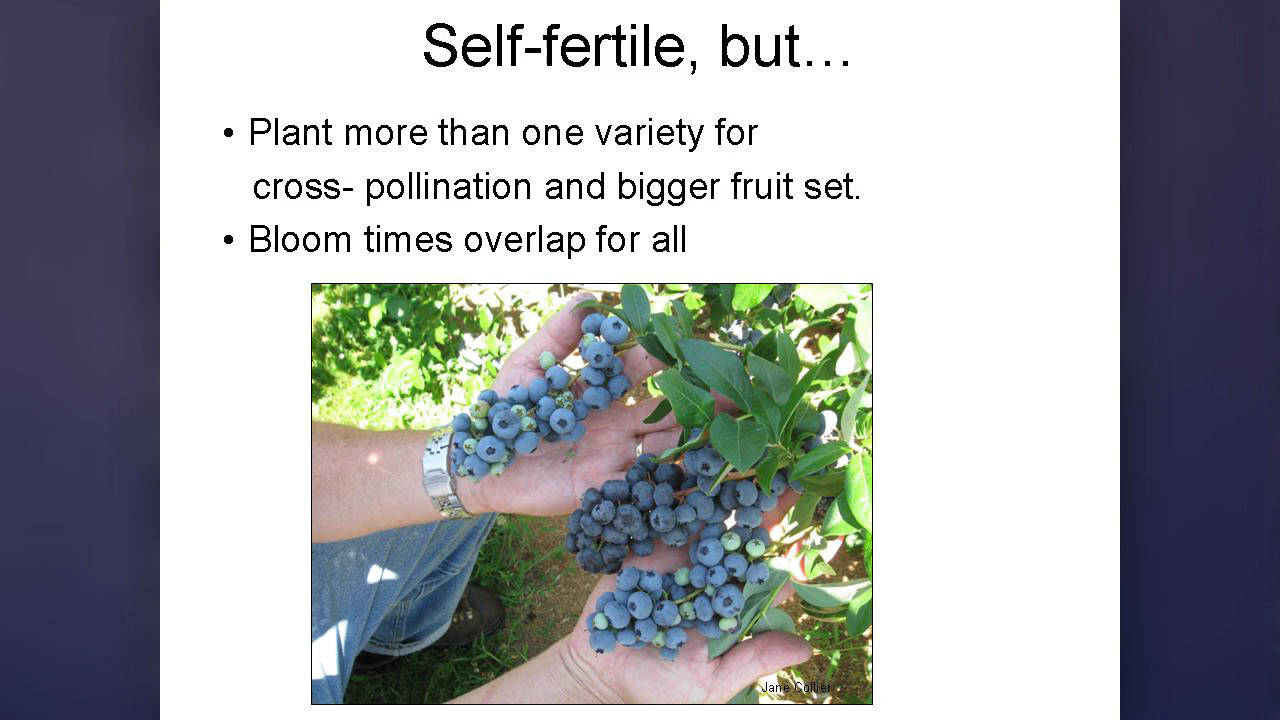 Self-fertile, but…
• Plant more than one variety for
cross- pollination and bigger fruit set.
• Bloom times overlap for all
Jane Collier